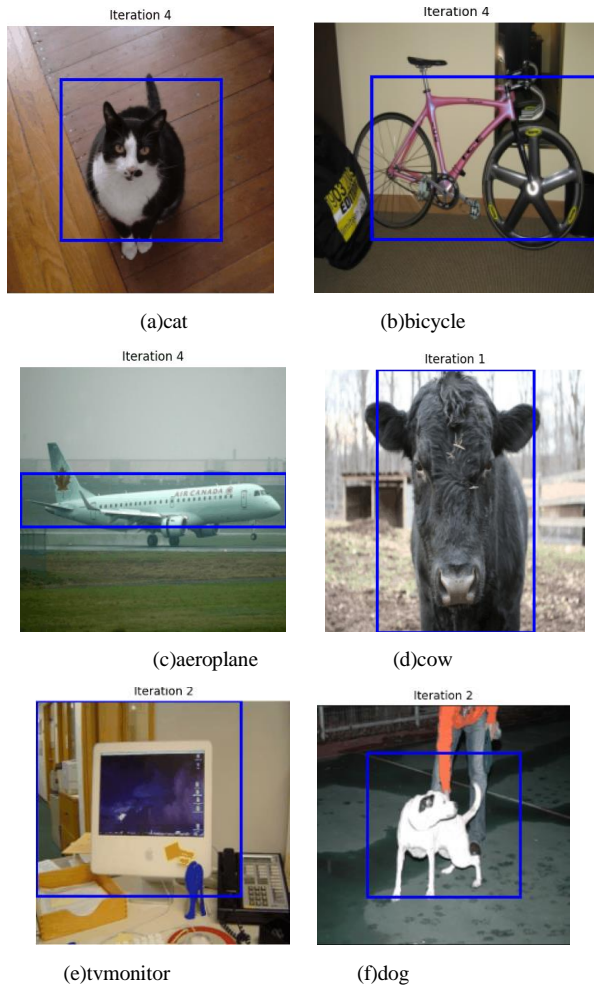 Iteration 4
Iteration 4
(a)cat
(b)bicycle
Iteration 4
Iteration 1
AIR CANADA
(c)aeroplane
(d)cow
Iteration 2
Iteration 2
(e)tvmonitor
(f)dog